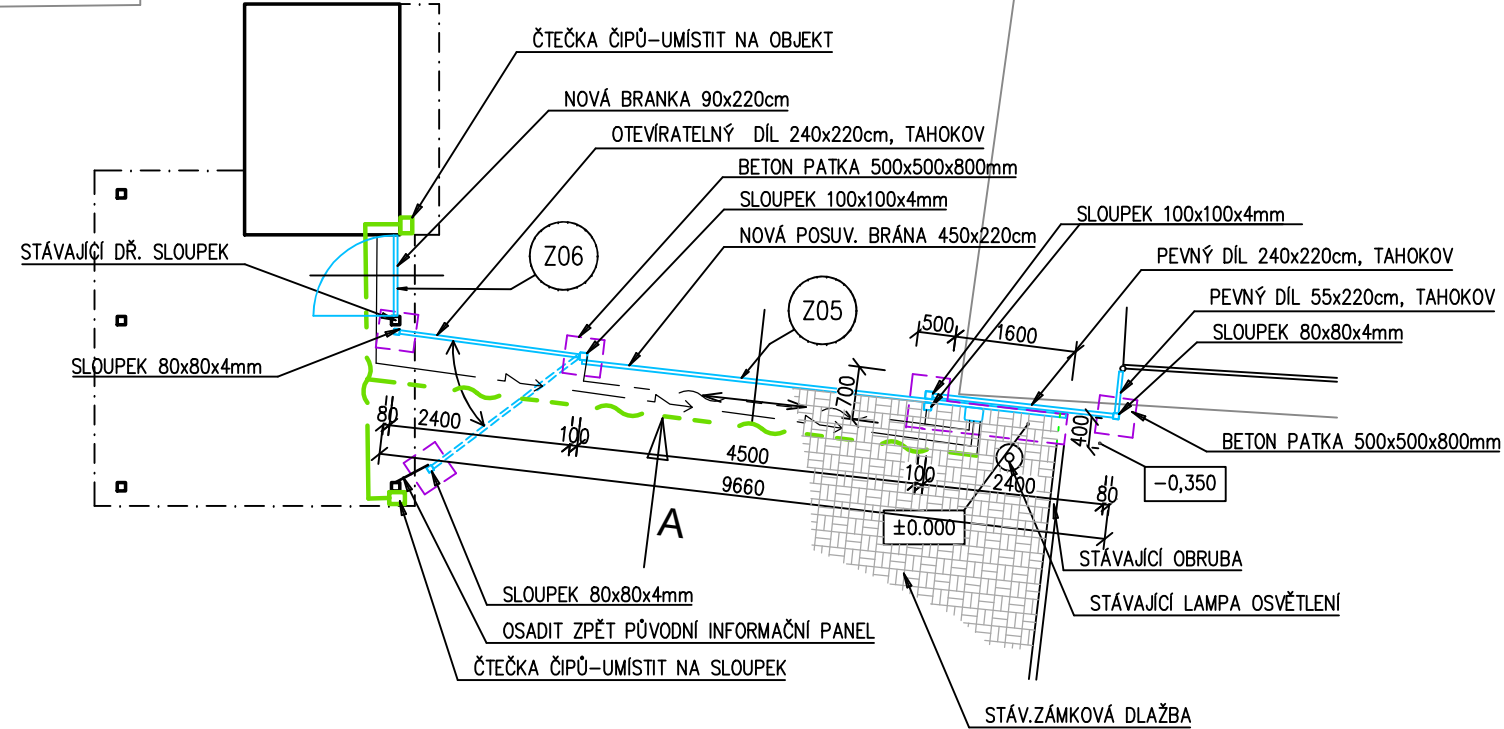 ČTEČKA ČIPŮ-UMÍSTIT NA OBJEKT
NOVÁ BRANKA 90x220cm
OTEVÍRATELNÝ DÍL 240x220cm, TAHOKOV
BETON PATKA 500x500x800mm
SLOUPEK 100x100x4mm
SLOUPEK 100x100x4mm
NOVÁ POSUV. BRÁNA 450x220cm
STÁVAJÍCÍ DŘ. SLOUPEK
Z06
PEVNÝ DÍL 240x220cm, TAHOKOV
PEVNÝ DÍL 55x220cm, TAHOKOV
Z05
500
1600
SLOUPEK 80x80x4mm
SLOUPEK 80x80x4mm
700
80
2400
100
400
BETON PATKA 500x500x800mm
4500
100
2400
80
-0,350
9660
A
±0.000
STÁVAJÍCÍ OBRUBA
SLOUPEK 80x80x4mm
STÁVAJÍCÍ LAMPA OSVĚTLENÍ
OSADIT ZPĚT PŮVODNÍ INFORMAČNÍ PANEL
ČTEČKA ČIPŮ-UMÍSTIT NA SLOUPEK
STÁV.ZÁMKOVÁ DLAŽBA